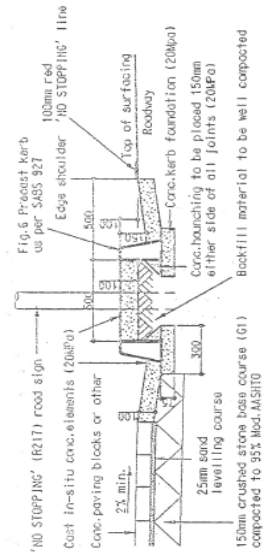 'NO STOPPING' (R217) road sign
Cast in-situ conc.elements (20MPa)
Conc.paving blocks or other
2% min.
25mm sand
levelling course
150mm crushed stone base course (G1)
compacted to 95% Mod.AASHTO
Fig.6 Precast kerb
as per SABS 927
Edge shoulder
100mm red
'NO STOPPING' line
500
Top of surfacing
Roadway
Conc.kerb foundation (20Mpa)
Conc.haunching to be placed 150mm
either side of all joints (20MPa)
Backfill material to be well compacted
300